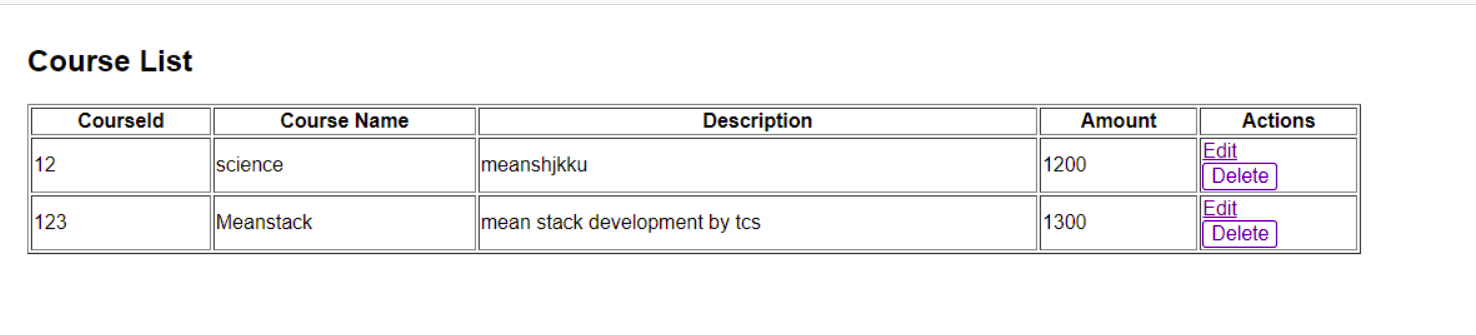 Course List
CourseId Course Name Description Amount Actions
12 science meanshjkku 1200 Edit
Delete
123 Meanstack mean stack development by tcs 1300 Edit
Delete